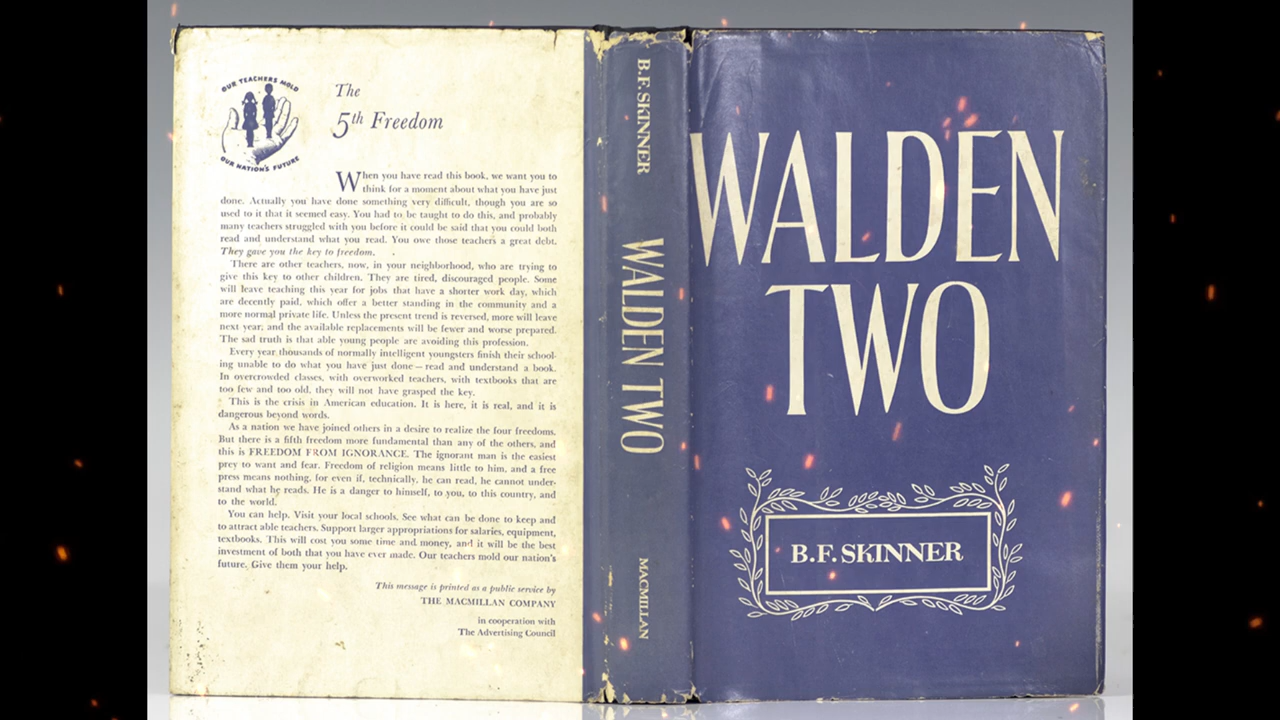 OUR TEACHERS MOLD
OUR NATION'S FUTURE
The
5th Freedom
When you have read this book, we want you to
think for a moment about what you have just
done. Actually you have done something very difficult, though you are so
used to it that it seemed easy. You had to be taught to do this, and probably
many teachers struggled with you before it could be said that you could both
read and understand what you read. You owe those teachers a great debt.
They gave you the key to freedom.
There are other teachers, now, in your neighborhood, who are trying to
give this key to other children. They are tired, discouraged people. Some
will leave teaching this year for jobs that have a shorter work day, which
are decently paid, which offer a better standing in the community and a
more normal private life. Unless the present trend is reversed, more will leave
next year; and the available replacements will be fewer and worse prepared.
The sad truth is that able young people are avoiding this profession.
Every year thousands of normally intelligent youngsters finish their school-
ing unable to do what you have just done—read and understand a book.
In overcrowded classes, with overworked teachers, with textbooks that are
too few and too old, they will not have grasped the key.
This is the crisis in American education. It is here, it is real, and it is
dangerous beyond words.
As a nation we have joined others in a desire to realize the four freedoms.
But there is a fifth freedom more fundamental than any of the others, and
this is FREEDOM FROM IGNORANCE. The ignorant man is the easiest
prey to want and fear. Freedom of religion means little to him, and a free
press means nothing, for even if, technically, he can read, he cannot under-
stand what he reads. He is a danger to himself, to you, to this country, and
to the world.
You can help. Visit your local schools. See what can be done to keep and
to attract able teachers. Support larger appropriations for salaries, equipment,
textbooks. This will cost you some time and money, and it will be the best
investment of both that you have ever made. Our teachers mold our nation's
future. Give them your help.
This message is printed as a public service by
THE MACMILLAN COMPANY
in cooperation with
The Advertising Council
B.F. SKINNER
WALDEN TWO
MACMILLAN
WALDEN
TWO
B.F. SKINNER